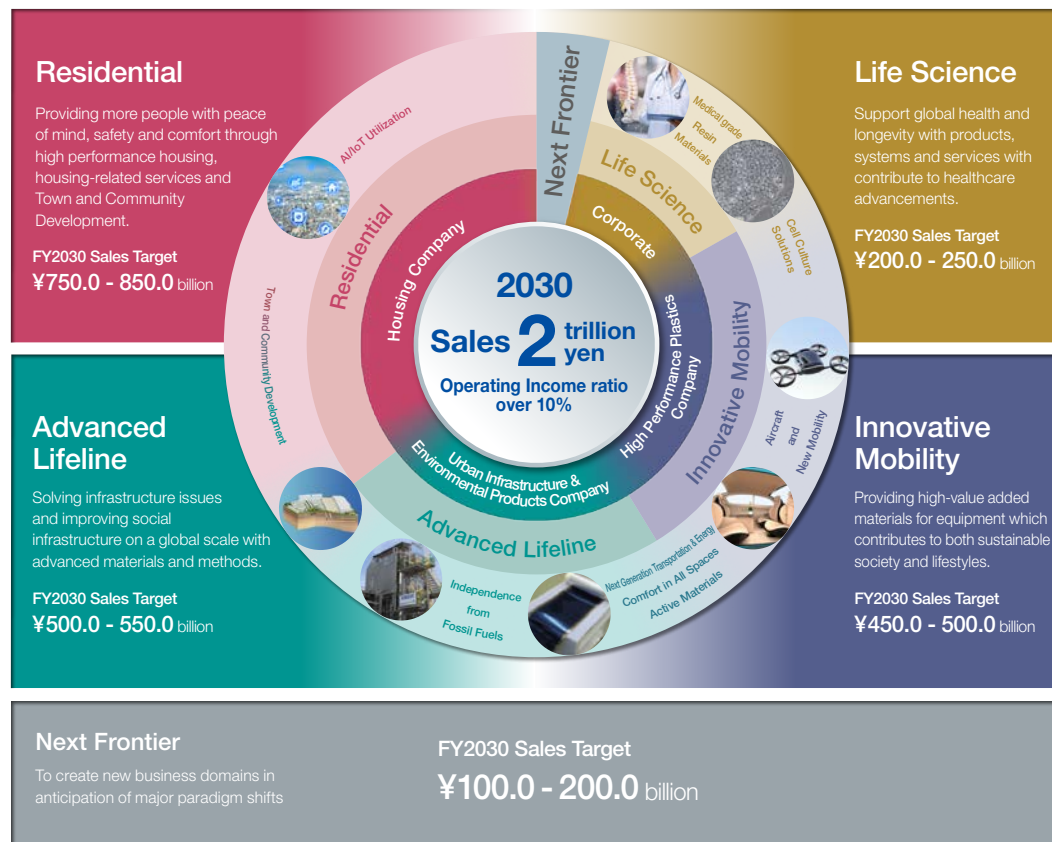 Residential
Providing more people with peace
of mind, safety and comfort through
high performance housing,
housing-related services and
Town and Community
Development.
FY2030 Sales Target
¥750.0 - 850.0 billion
Life Science
Support global health and
longevity with products,
systems and services with
contribute to healthcare
advancements.
FY2030 Sales Target
¥200.0 - 250.0 billion
Advanced
Lifeline
Solving infrastructure issues
and improving social
infrastructure on a global scale with
advanced materials and methods.
FY2030 Sales Target
¥500.0 - 550.0 billion
Innovative
Mobility
Providing high-value added
materials for equipment which
contributes to both sustainable
society and lifestyles.
FY2030 Sales Target
¥450.0 - 500.0 billion
Next Frontier
Medical grade
Resin
Materials
Life Science
Corporate
Cell Culture
Solutions
AI/IoT Utilization
Residential
Housing Company
Town and Community Development
2030
Sales 2 trillion
yen
Operating Income ratio
over 10%
High Performance Plastics
Company
Innovative Mobility
Aircraft
and
New Mobility
Urban Infrastructure &
Environmental Products Company
Advanced Lifeline
Next Generation Transportation & Energy
Comfort in All Spaces
Active Materials
Independence
from
Fossil Fuels
Next Frontier
To create new business domains in
anticipation of major paradigm shifts
FY2030 Sales Target
¥100.0 - 200.0 billion